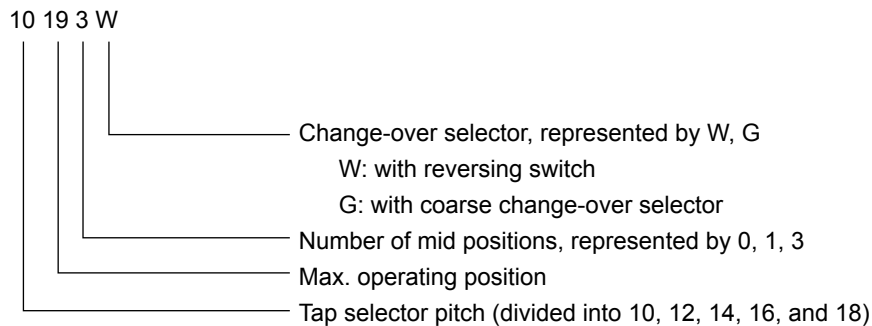 10 19 3 W
Change-over selector, represented by W, G
W: with reversing switch
G: with coarse change-over selector
Number of mid positions, represented by 0, 1, 3
Max. operating position
Tap selector pitch (divided into 10, 12, 14, 16, and 18)